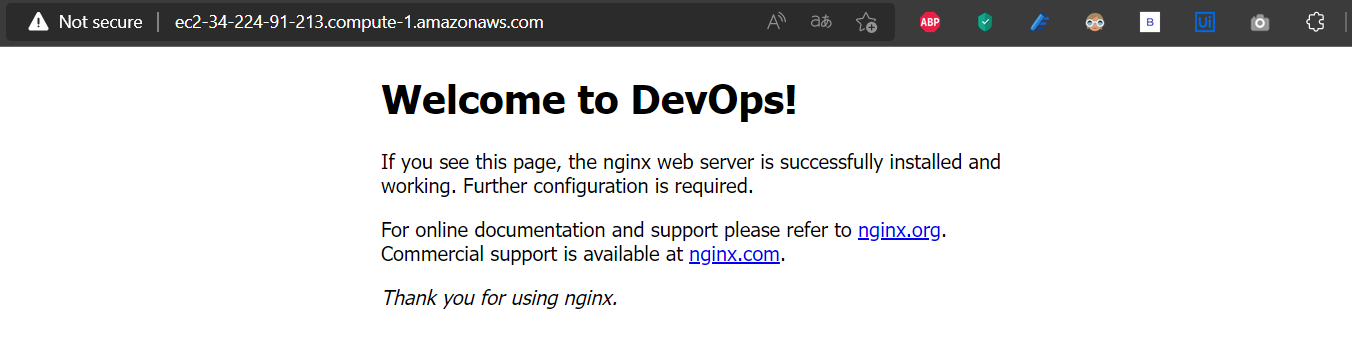 Not secure | ec2-34-224-91-213.compute-1.amazonaws.com A aあ ABP B Ui
Welcome to DevOps!
If you see this page, the nginx web server is successfully installed and
working. Further configuration is required.
For online documentation and support please refer to nginx.org.
Commercial support is available at nginx.com.
Thank you for using nginx.